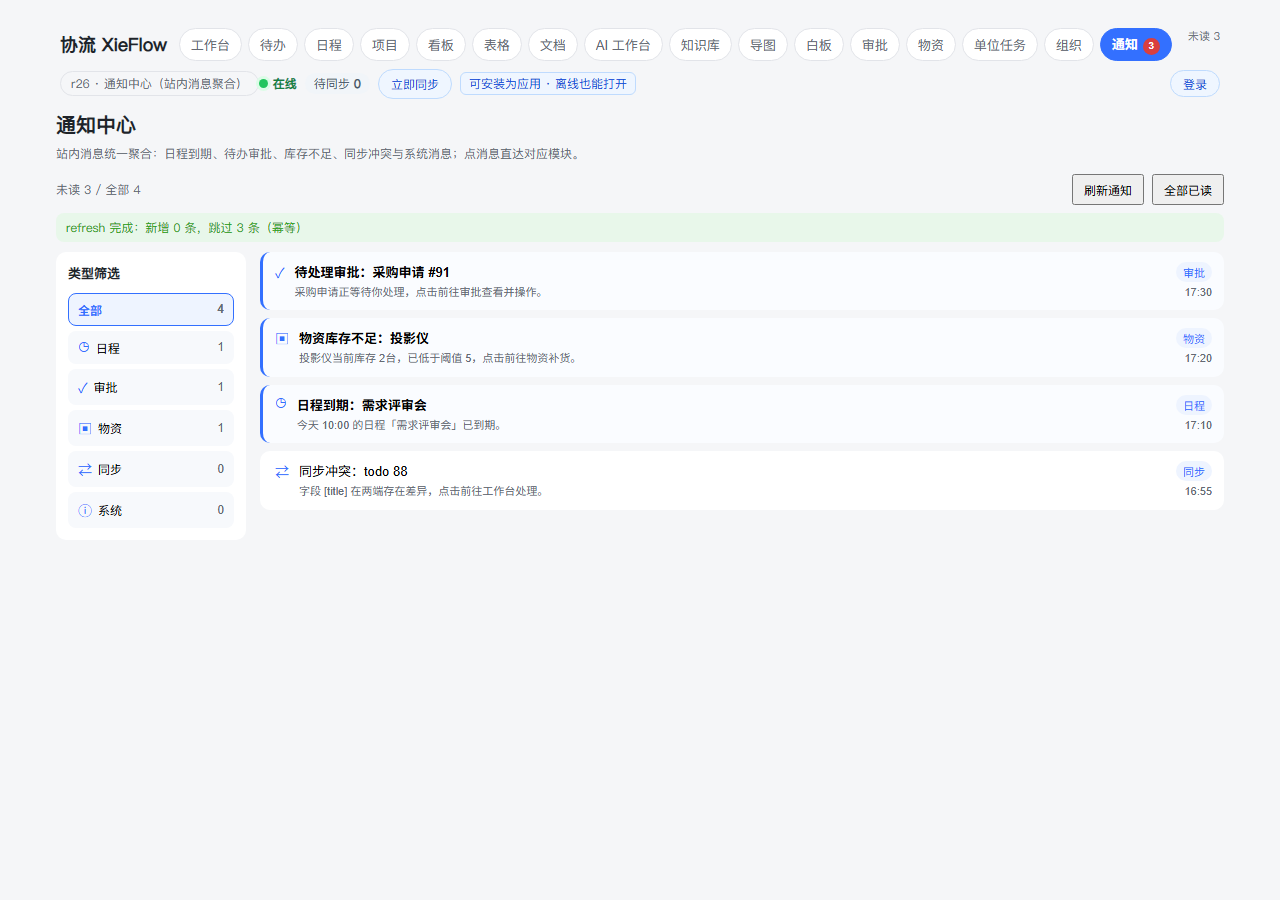 协流 XieFlow 工作台 待办 日程 项目 看板 表格 文档 AI 工作台 知识库 导图 白板 审批 物资 单位任务 组织 通知 3 未读 3
r26 · 通知中心（站内消息聚合） 在线 待同步 0 立即同步 可安装为应用 · 离线也能打开 登录
通知中心
站内消息统一聚合：日程到期、待办审批、库存不足、同步冲突与系统消息；点消息直达对应模块。
未读 3 / 全部 4 刷新通知 全部已读
refresh 完成：新增 0 条，跳过 3 条（幂等）
类型筛选
全部 4
日程 1
✓ 审批 1
物资 1
同步 0
系统 0
✓ 待处理审批：采购申请 #91 审批
采购申请正等待你处理，点击前往审批查看并操作。 17:30
物资库存不足：投影仪 物资
投影仪当前库存 2台，已低于阈值 5，点击前往物资补货。 17:20
日程到期：需求评审会 日程
今天 10:00 的日程「需求评审会」已到期。 17:10
同步冲突：todo 88 同步
字段 [title] 在两端存在差异，点击前往工作台处理。 16:55